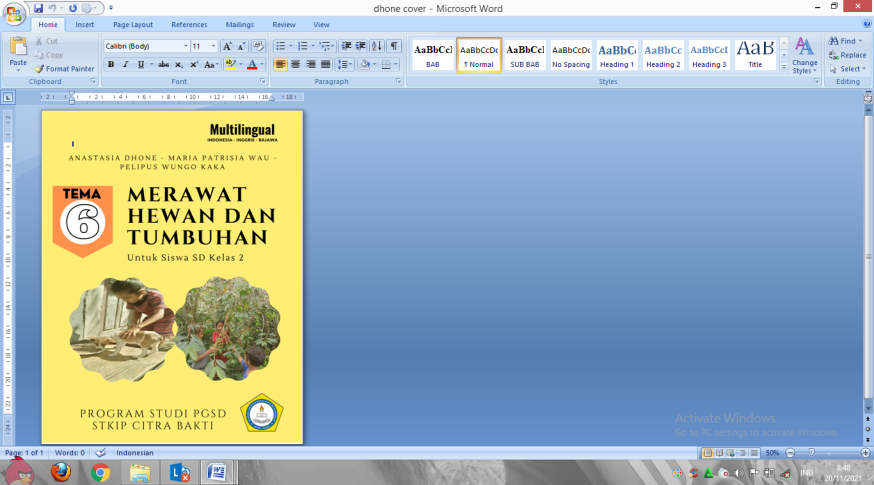 dhone cover - Microsoft Word
Home Insert Page Layout References Mailings Review View
Paste
Cut
Copy
Format Painter
Clipboard
Calibri (Body) 11
Font
Paragraph
AaBbCcI AaBbCcDc AaBbCcl AaBbCcDc AaBbC AaBbCc AaBbCcI AaB
BAB ¶ Normal SUB BAB No Spacing Heading 1 Heading 2 Heading 3 Title
Change Styles
Styles
Find
Replace
Select
Editing
Multilingual
INDONESIA - INGGRIS - BAJAWA
ANASTASIA DHONE - MARIA PATRISIA WAU -
PELIPUS WUNGO KAKA
TEMA
6
MERAWAT
HEWAN DAN
TUMBUHAN
Untuk Siswa SD Kelas 2
PROGRAM STUDI PGSD
STKIP CITRA BAKTI
Activate Windows
Go to PC settings to activate Windows.
Page: 1 of 1 Words: 0 Indonesian
50%
IND
8:48
20/11/2021